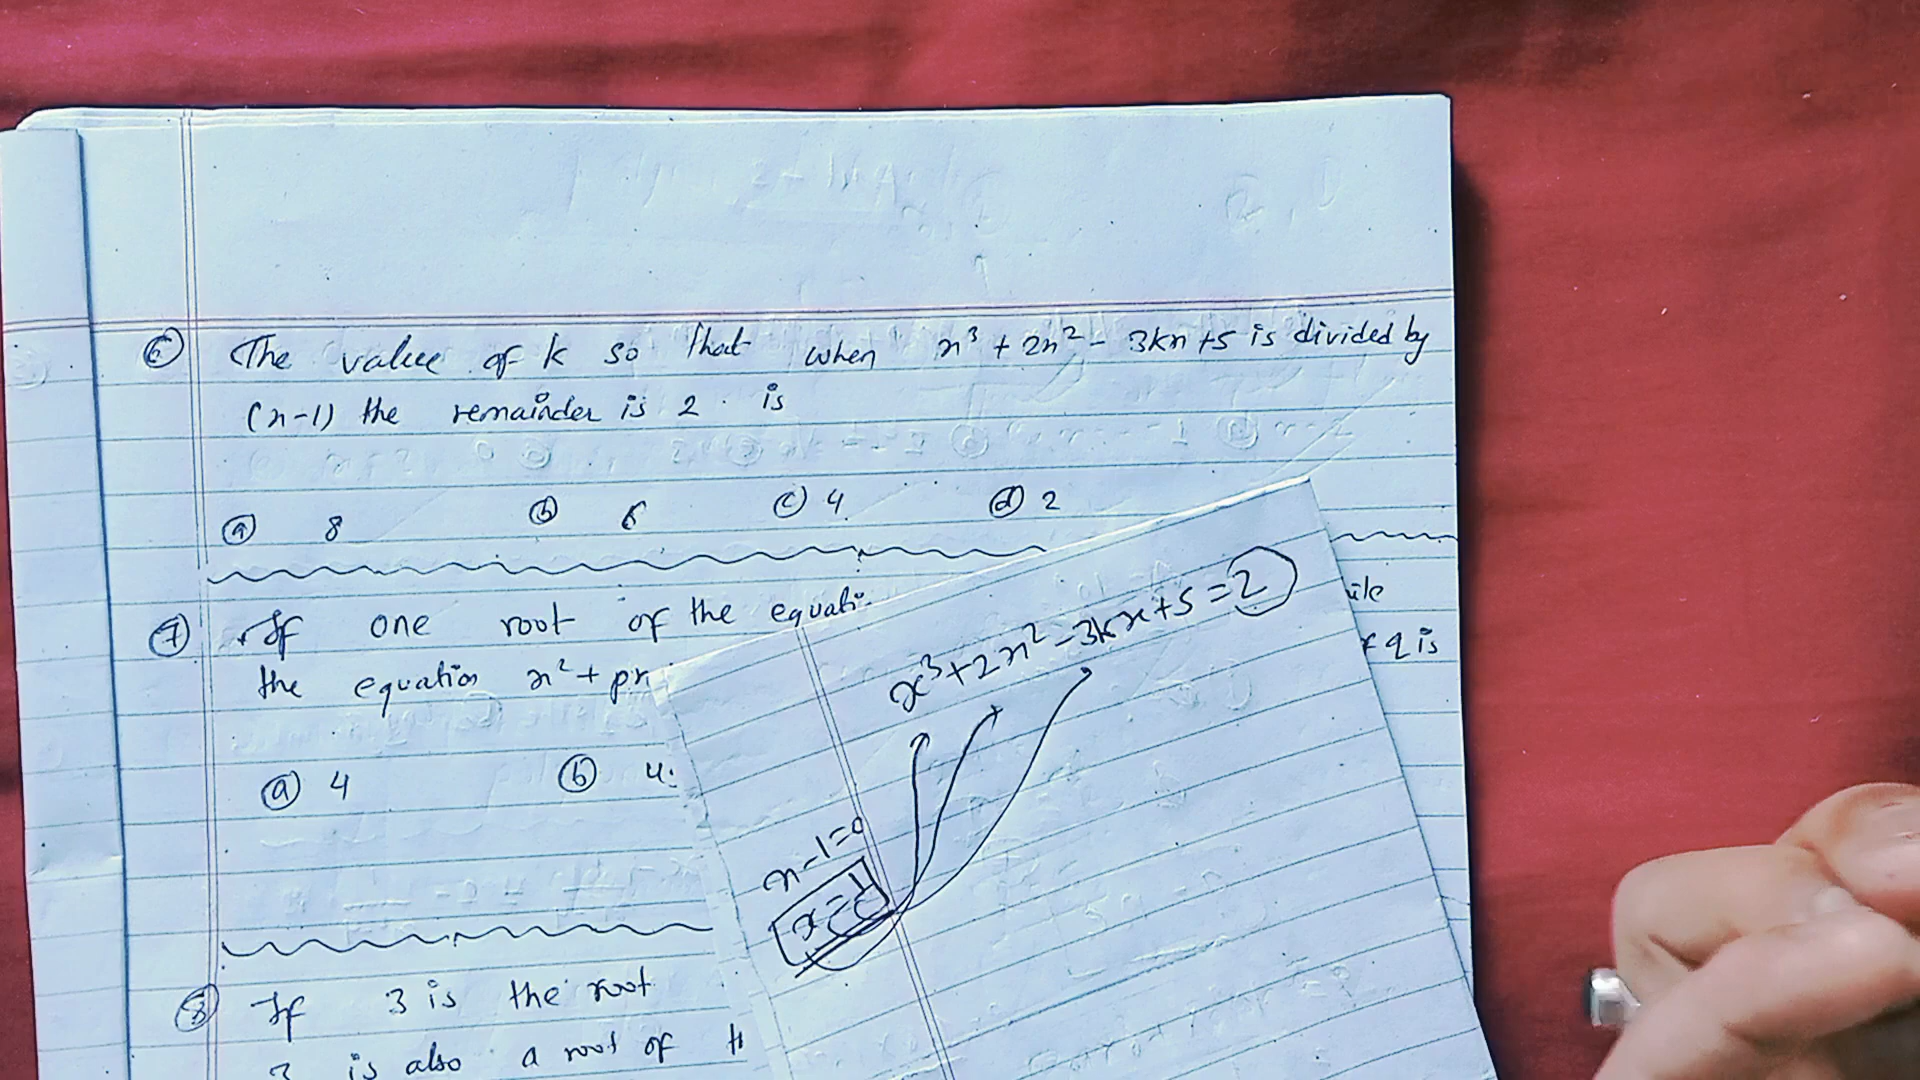 ⑥ The value of k so that when x³ + 2x² - 3kx +5 is divided by
(x-1) the remainder is 2 . is
ⓐ 8 ⓑ 6 ⓒ 4 ⓓ 2
⑦ If one root of the equati
the equation x² + px
q is
ⓐ 4 ⓑ 4
⑧ If 3 is the root
3 is also a root of
x³+2x²-3kx+5=2
x-1=0
x=1